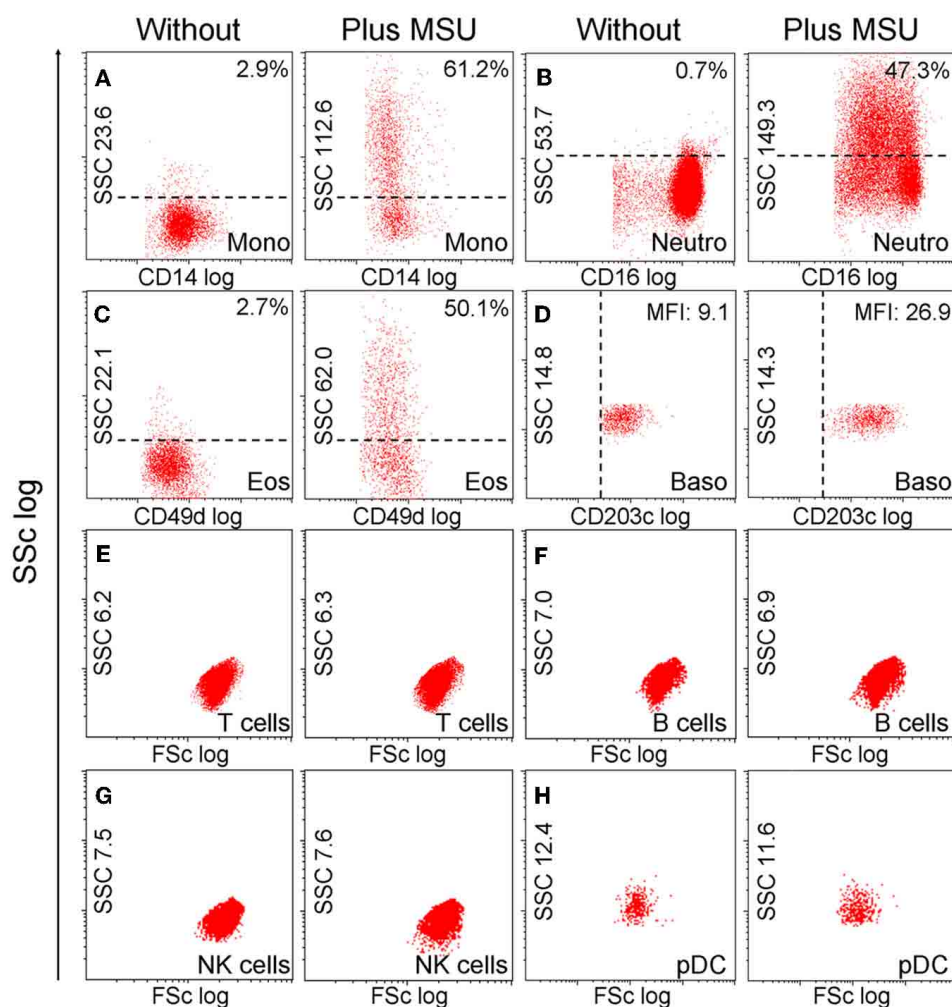 Without Plus MSU Without Plus MSU
SSc log
A 2.9% 61.2% B 0.7% 47.3%
SSC 23.6 SSC 112.6 SSC 53.7 SSC 149.3
Mono Mono Neutro Neutro
CD14 log CD14 log CD16 log CD16 log
C 2.7% 50.1% D MFI: 9.1 MFI: 26.9
SSC 22.1 SSC 62.0 SSC 14.8 SSC 14.3
Eos Eos Baso Baso
CD49d log CD49d log CD203c log CD203c log
E F
SSC 6.2 SSC 6.3 SSC 7.0 SSC 6.9
T cells T cells B cells B cells
FSc log FSc log FSc log FSc log
G H
SSC 7.5 SSC 7.6 SSC 12.4 SSC 11.6
NK cells NK cells pDC pDC
FSc log FSc log FSc log FSc log